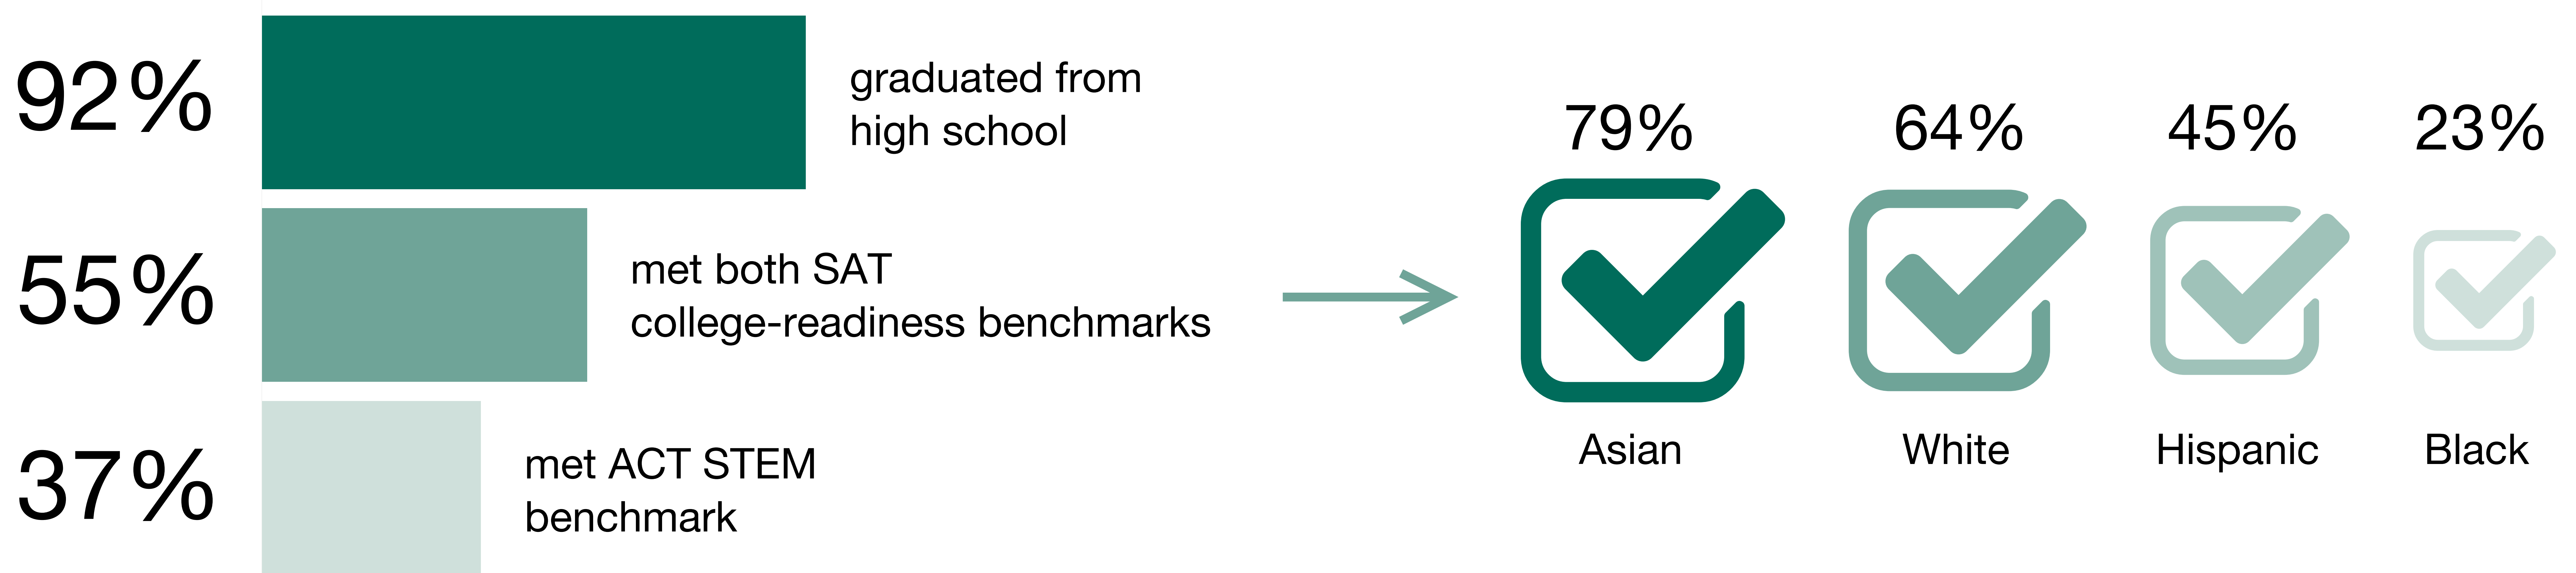 92%
graduated from
high school
55%
met both SAT
college-readiness benchmarks
37%
met ACT STEM
benchmark
79%
64%
45%
23%
Asian
White
Hispanic
Black